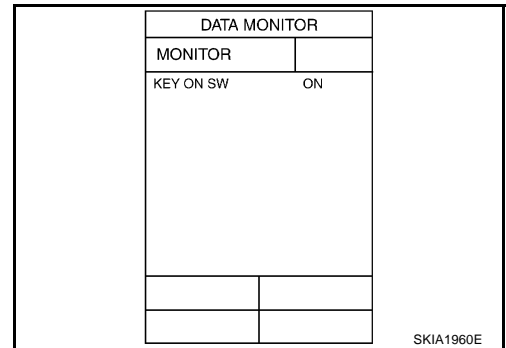 DATA MONITOR
MONITOR
KEY ON SW ON
SKIA1960E